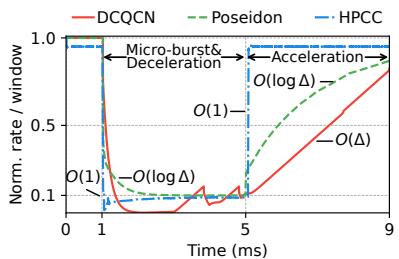 DCQCN Poseidon HPCC
Micro-burst&
Deceleration
Acceleration
O(log Δ)
O(1)
O(Δ)
O(1)
O(log Δ)
Norm. rate / window
1.0
0.5
0.1
0 1 5 9
Time (ms)